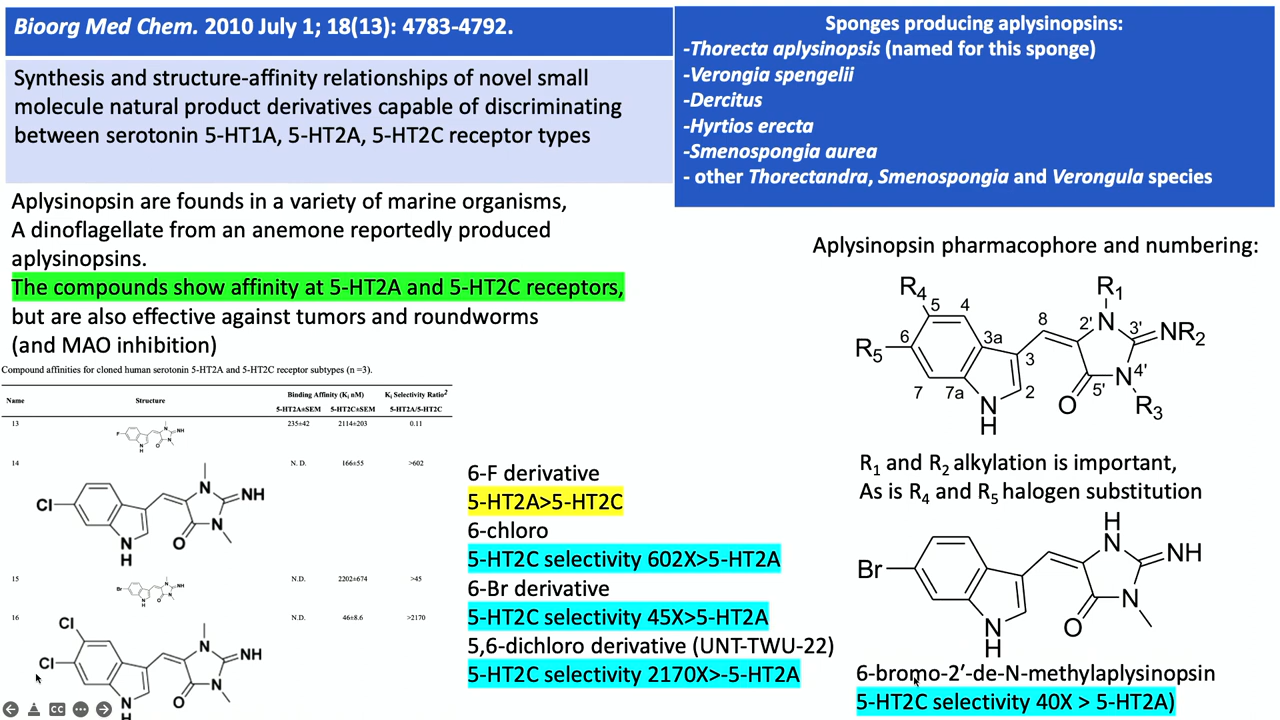 Bioorg Med Chem. 2010 July 1; 18(13): 4783-4792.
Synthesis and structure-affinity relationships of novel small
molecule natural product derivatives capable of discriminating
between serotonin 5-HT1A, 5-HT2A, 5-HT2C receptor types
Sponges producing aplysinopsins:
-Thorecta aplysinopsis (named for this sponge)
-Verongia spengelii
-Dercitus
-Hyrtios erecta
-Smenospongia aurea
- other Thorectandra, Smenospongia and Verongula species
Aplysinopsin are founds in a variety of marine organisms,
A dinoflagellate from an anemone reportedly produced
aplysinopsins.
The compounds show affinity at 5-HT2A and 5-HT2C receptors,
but are also effective against tumors and roundworms
(and MAO inhibition)
Compound affinities for cloned human serotonin 5-HT2A and 5-HT2C receptor subtypes (n =3).
Name Structure Binding Affinity (Ki nM) Ki Selectivity Ratio2
5-HT2A±SEM 5-HT2C±SEM 5-HT2A/5-HT2C
13 235±42 2114±203 0.11
F N NH O N N H
14 N. D. 166±55 >602
Cl N NH O N N H
15 N.D. 2202±674 >45
Br N NH O N N H
16 N.D. 46±8.6 >2170
Cl Cl N NH O N N H
CC
6-F derivative
5-HT2A>5-HT2C
6-chloro
5-HT2C selectivity 602X>5-HT2A
6-Br derivative
5-HT2C selectivity 45X>5-HT2A
5,6-dichloro derivative (UNT-TWU-22)
5-HT2C selectivity 2170X>-5-HT2A
Aplysinopsin pharmacophore and numbering:
R4 R1
5 4 8 2' N 3'
6 3a NR2
R5 3 N 4'
7 7a 2 5'
N O R3
H
R1 and R2 alkylation is important,
As is R4 and R5 halogen substitution
H
N
Br NH
N
N O
H
6-bromo-2′-de-N-methylaplysinopsin
5-HT2C selectivity 40X > 5-HT2A)